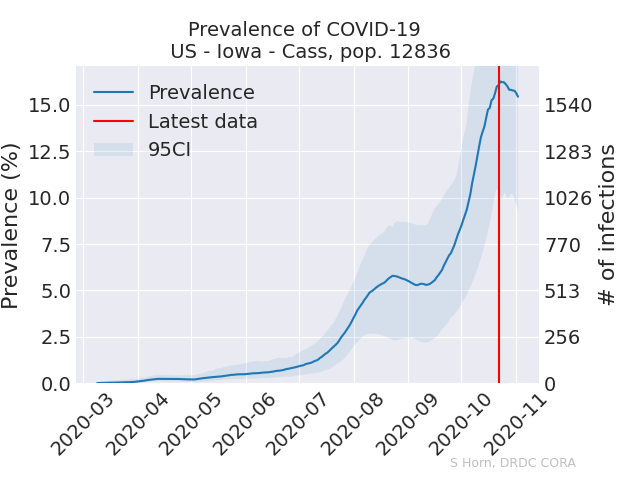 Prevalence of COVID-19
US - Iowa - Cass, pop. 12836
Prevalence
Latest data
95CI
Prevalence (%)
15.0
12.5
10.0
7.5
5.0
2.5
0.0
1540
1283
1026
770
513
256
0
# of infections
2020-03
2020-04
2020-05
2020-06
2020-07
2020-08
2020-09
2020-10
2020-11
S Horn, DRDC CORA